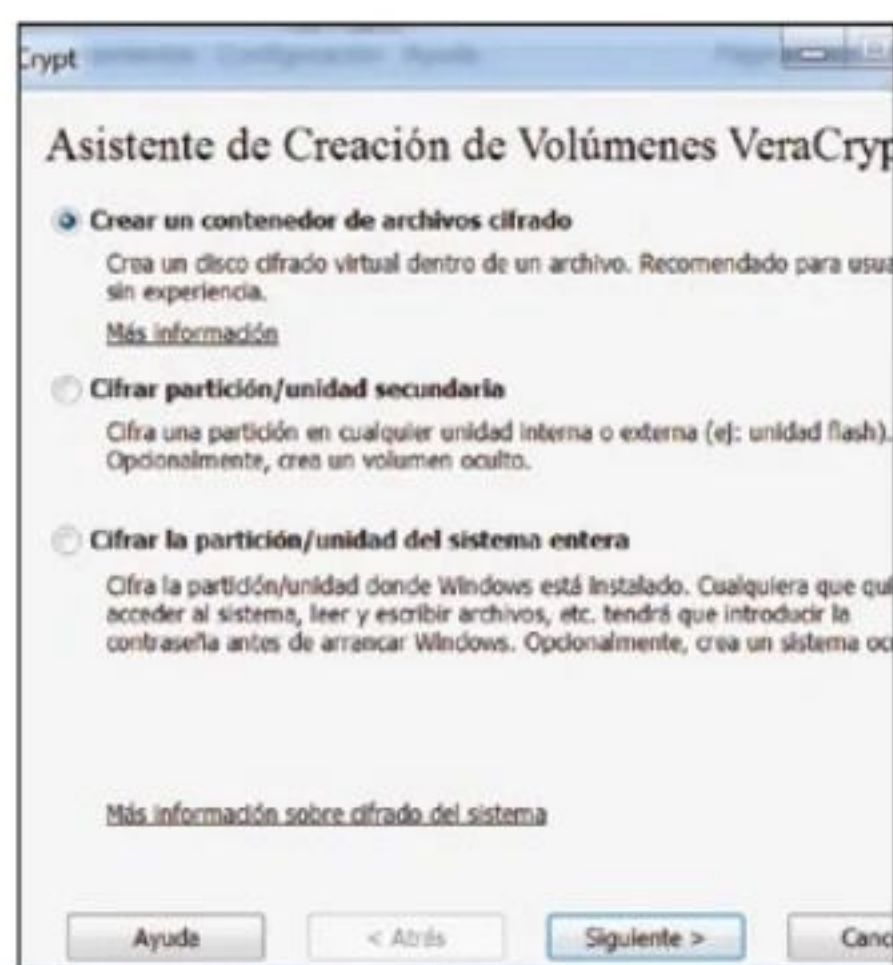 Crypt
Asistente de Creación de Volúmenes VeraCryp
Crear un contenedor de archivos cifrado
Crea un disco cifrado virtual dentro de un archivo. Recomendado para usua
sin experiencia.
Más información
Cifrar partición/unidad secundaria
Cifra una partición en cualquier unidad interna o externa (ej: unidad flash).
Opcionalmente, crea un volumen oculto.
Cifrar la partición/unidad del sistema entera
Cifra la partición/unidad donde Windows está instalado. Cualquiera que qui
acceder al sistema, leer y escribir archivos, etc. tendrá que introducir la
contraseña antes de arrancar Windows. Opcionalmente, crea un sistema oc
Más información sobre cifrado del sistema
Ayuda
< Atrás
Siguiente >
Canc